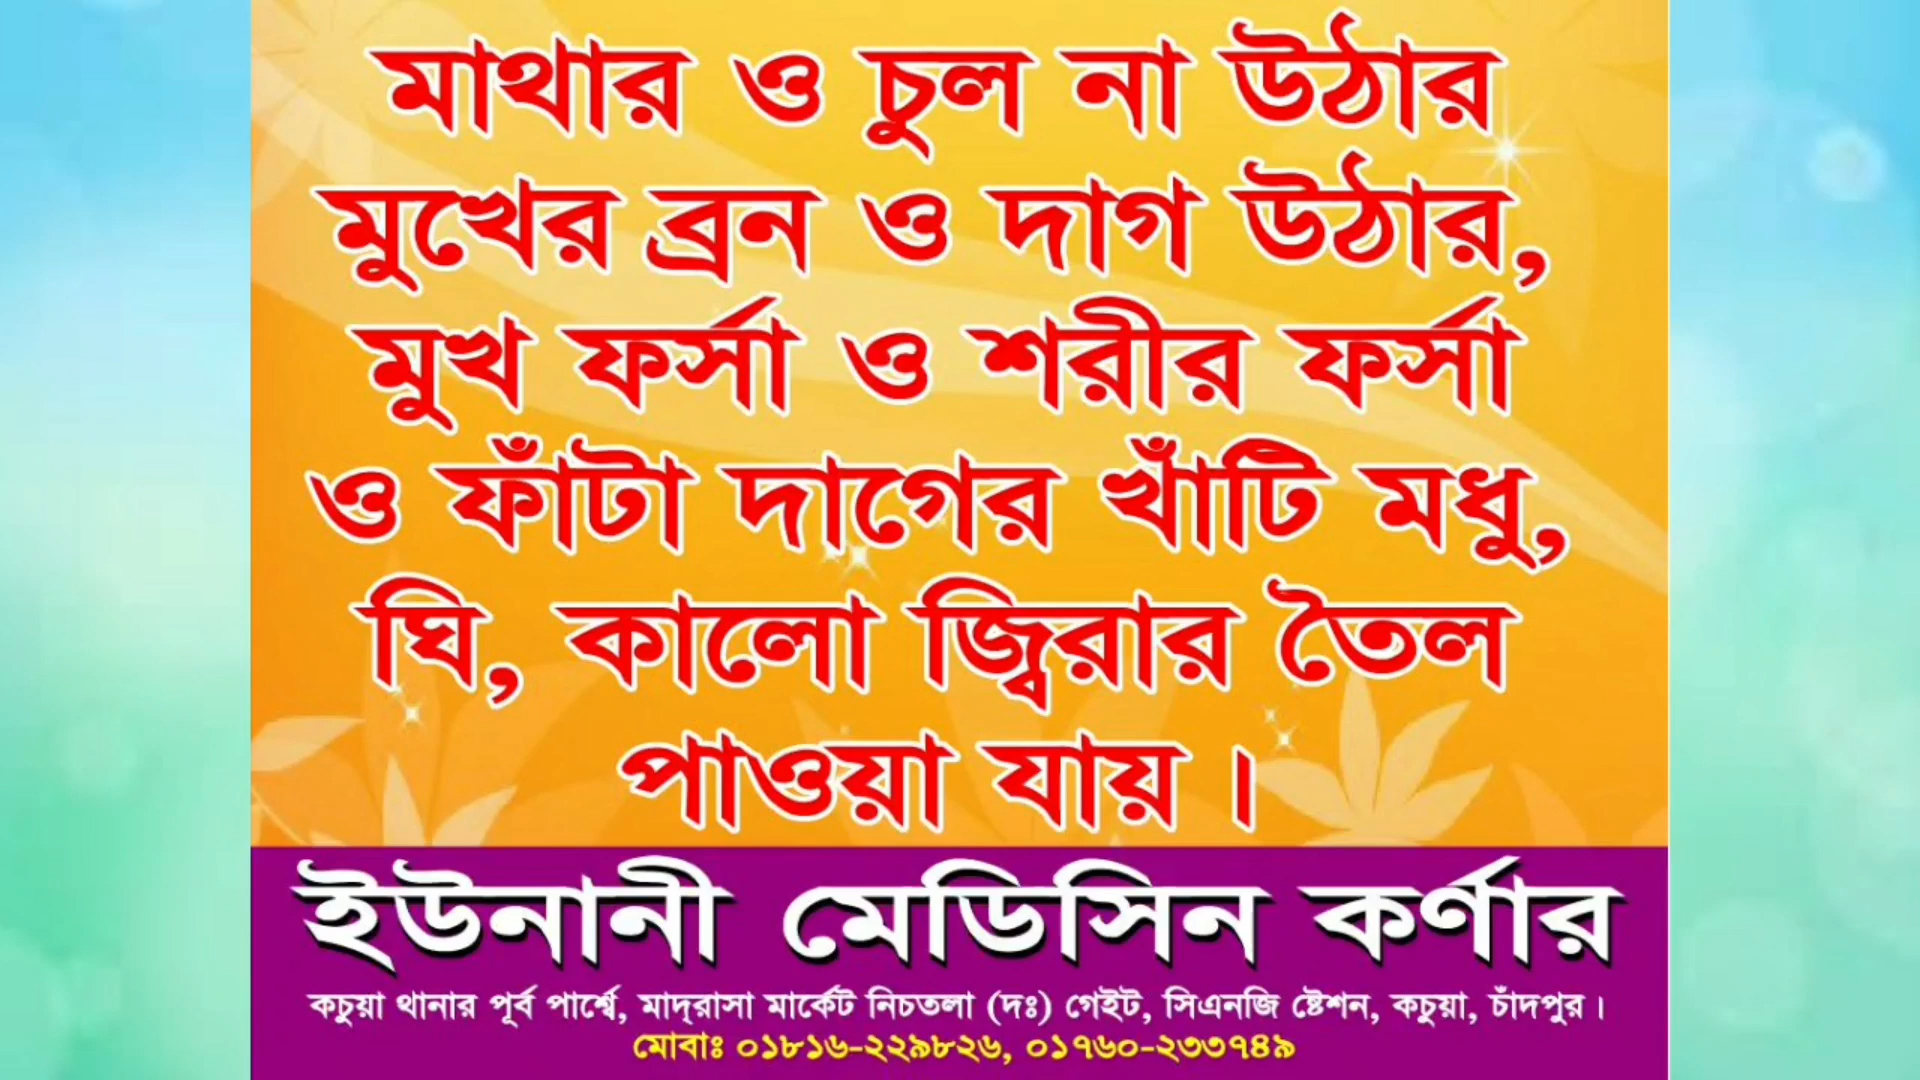 মাথার ও চুল না উঠার
মুখের ব্রন ও দাগ উঠার,
মুখ ফর্সা ও শরীর ফর্সা
ও ফাঁটা দাগের খাঁটি মধু,
ঘি, কালো জ্বিরার তৈল
পাওয়া যায় ।
ইউনানী মেডিসিন কর্ণার
কচুয়া থানার পূর্ব পার্শ্বে, মাদ্‌রাসা মার্কেট নিচতলা (দঃ) গেইট, সিএনজি ষ্টেশন, কচুয়া, চাঁদপুর।
মোবাঃ ০১৮১৬-২২৯৮২৬, ০১৭৬০-২৩৩৭৪৯